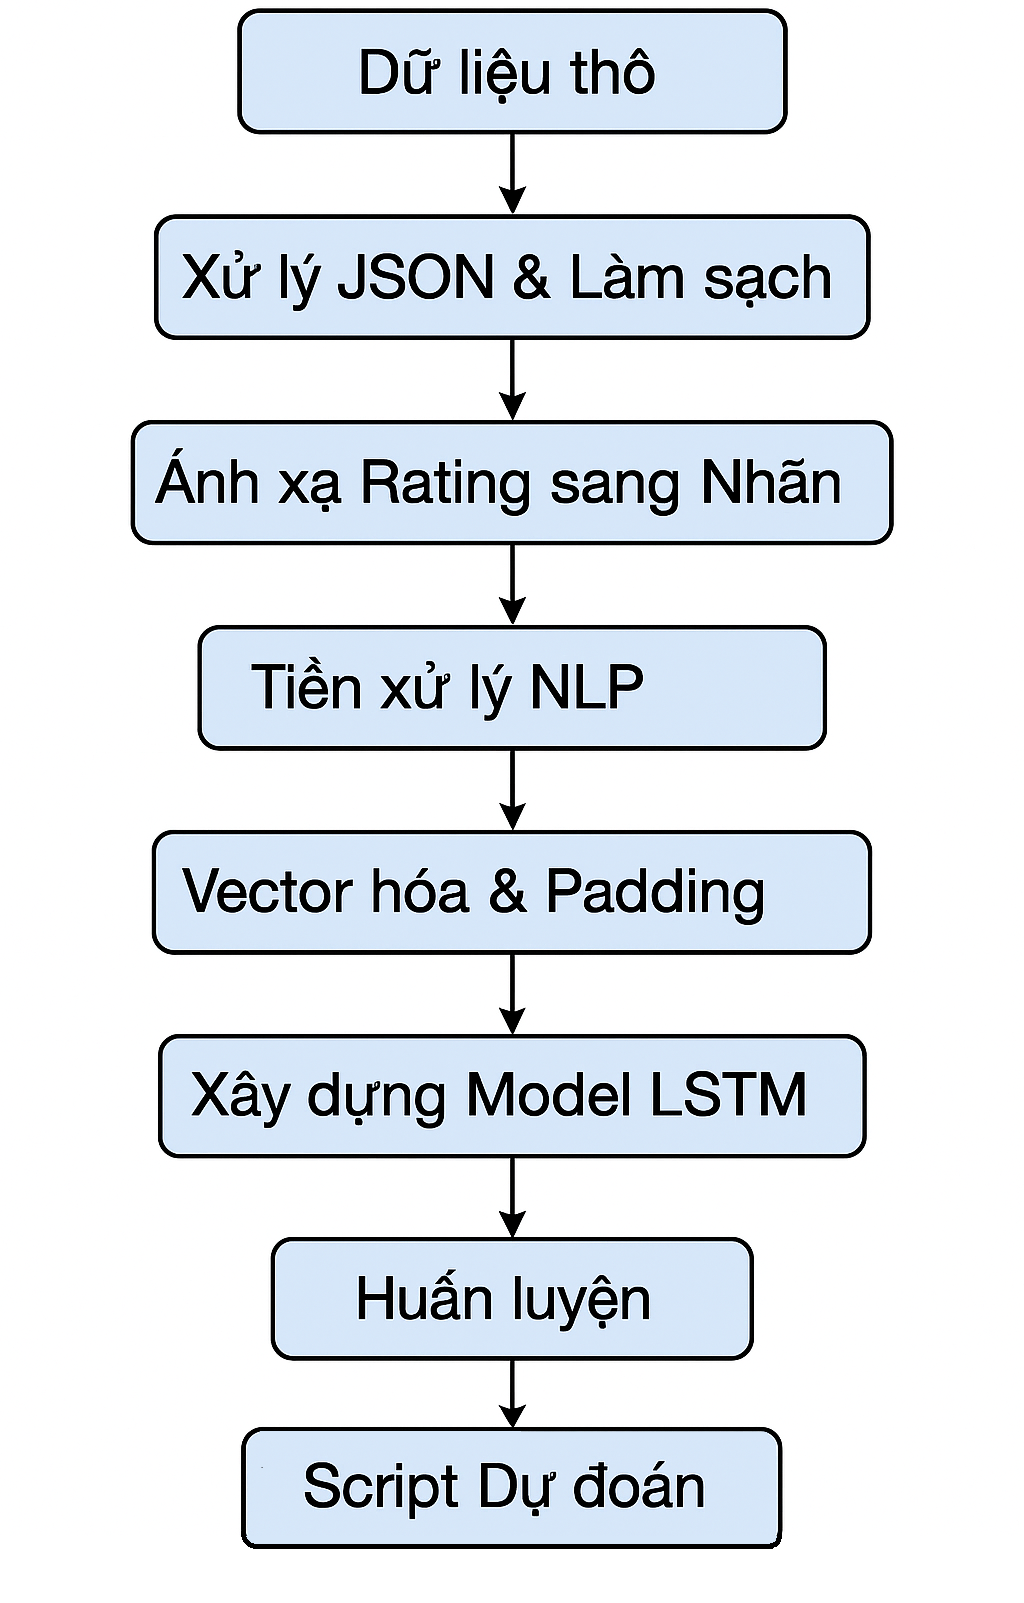 Dữ liệu thô
Xử lý JSON & Làm sạch
Ánh xạ Rating sang Nhãn
Tiền xử lý NLP
Vector hóa & Padding
Xây dựng Model LSTM
Huấn luyện
Script Dự đoán